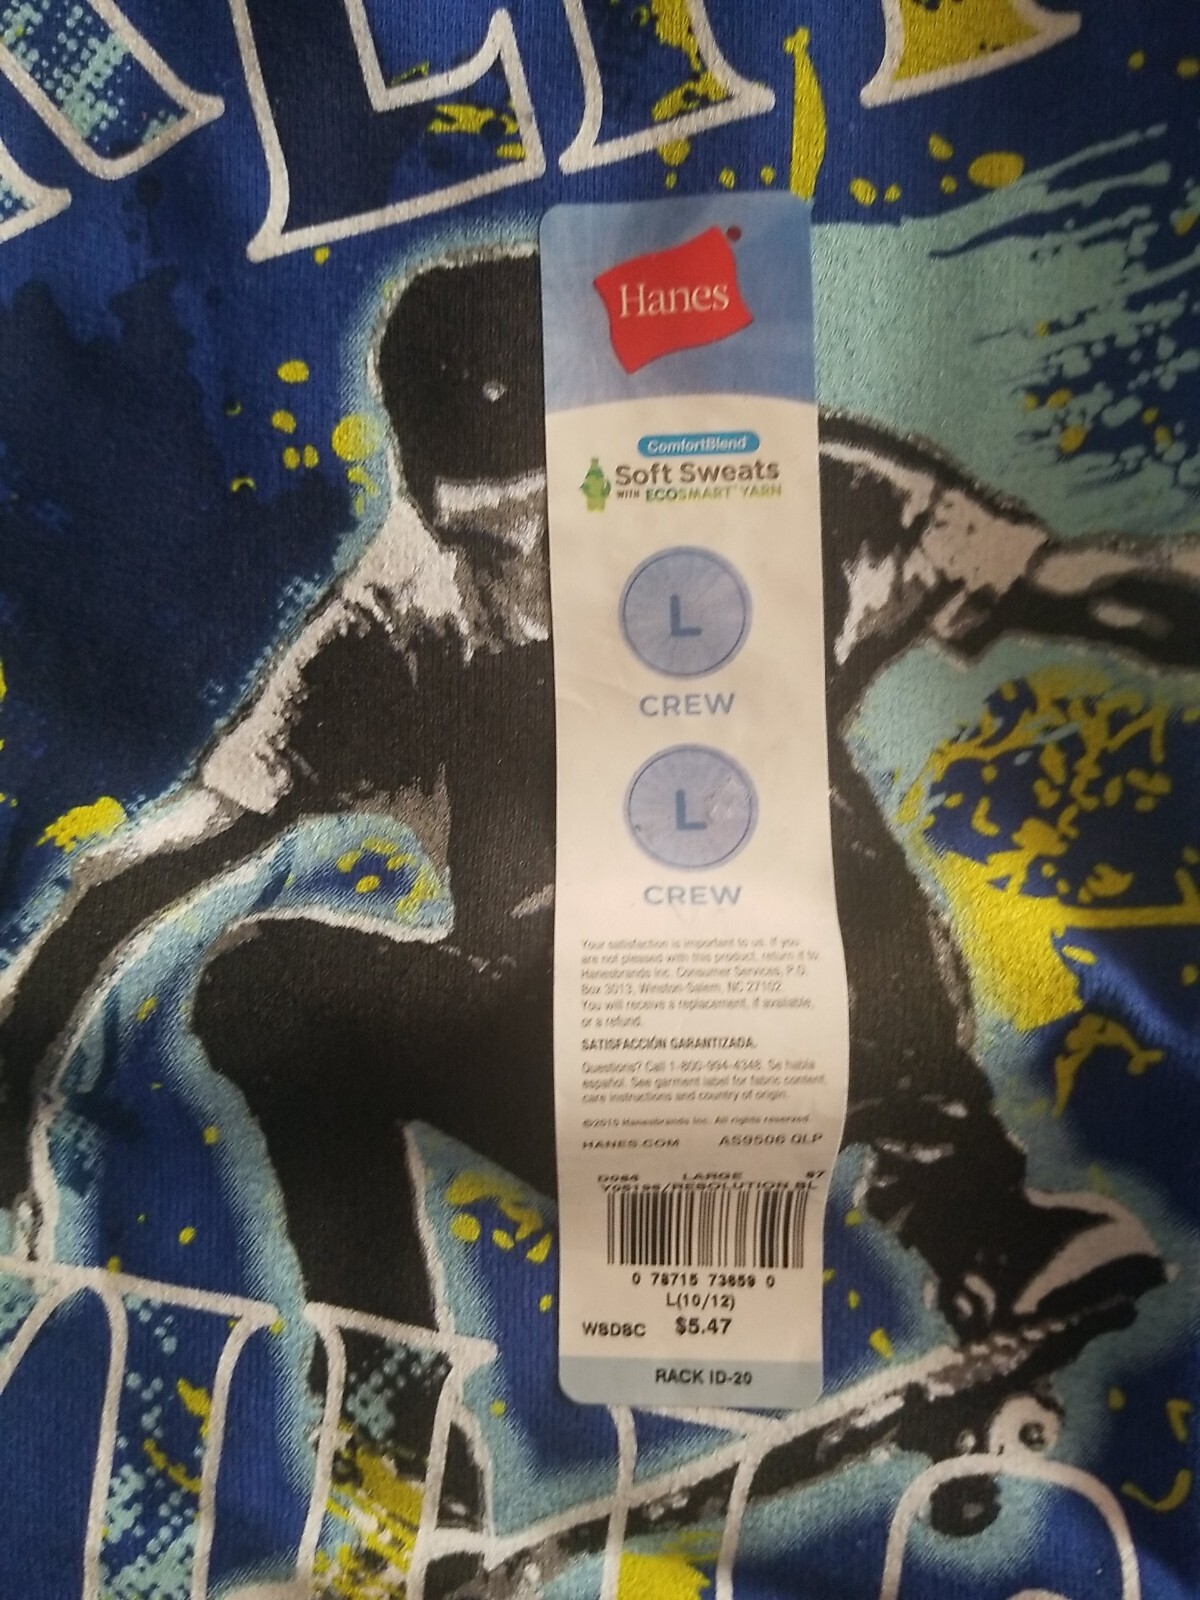 Hanes
ComfortBlend
Soft Sweats
WITH ECOSMART® YARN
L
CREW
L
CREW
Your satisfaction is important to us. If you
are not pleased with this product, return it to:
Hanesbrands Inc. Consumer Services, P.O.
Box 3013, Winston-Salem, NC 27102.
You will receive a replacement, if available,
or a refund.
SATISFACCIÓN GARANTIZADA.
Questions? Call 1-800-994-4348. Se habla
español. See garment label for fabric content,
care instructions and country of origin.
©2015 Hanesbrands Inc. All rights reserved.
HANES.COM AS9506 QLP
LARGE 67
/RESOLUTION BL
0 78715 73659 0
L(10/12)
W8D8C $5.47
RACK ID-20